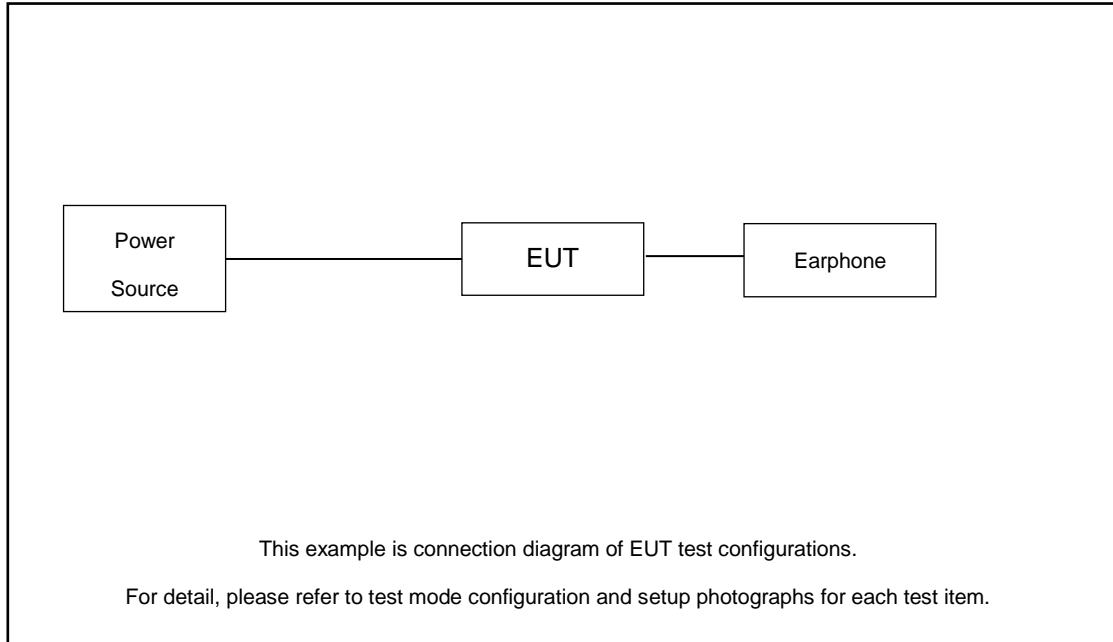 Power
Source
EUT
Earphone
This example is connection diagram of EUT test configurations.
For detail, please refer to test mode configuration and setup photographs for each test item.